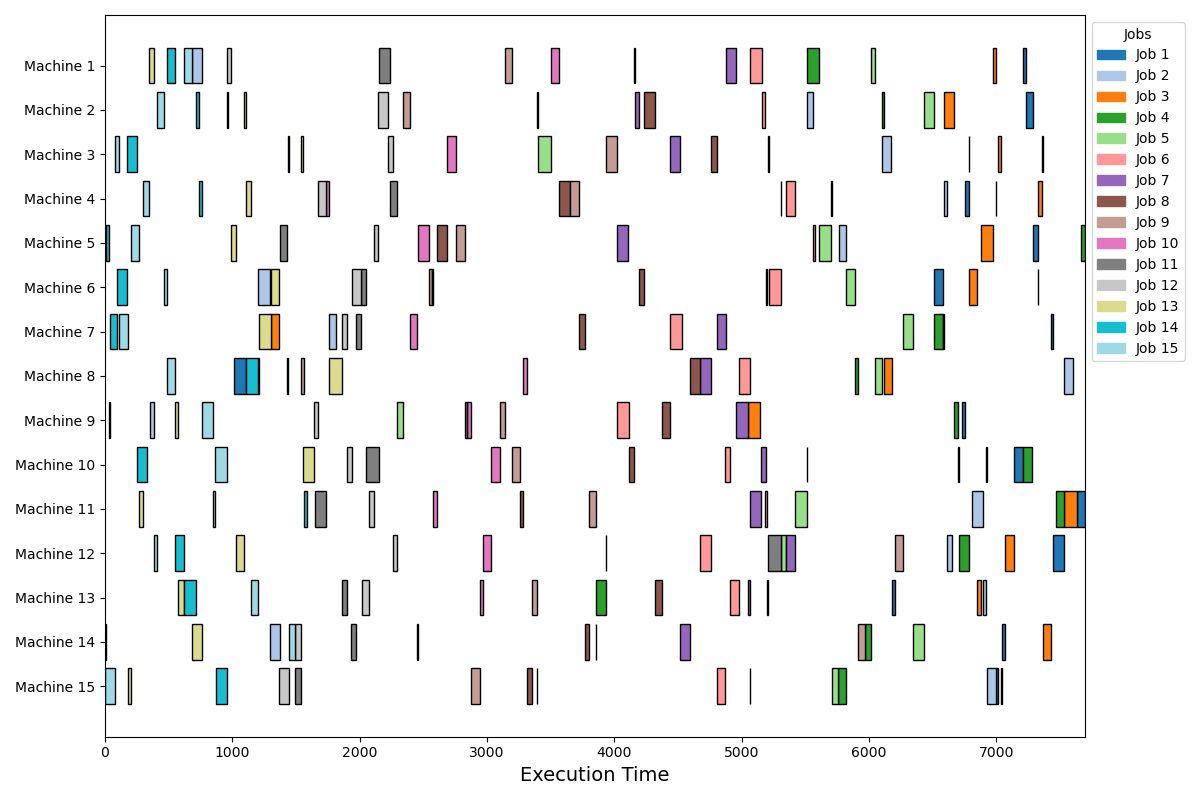 Machine 1
Machine 2
Machine 3
Machine 4
Machine 5
Machine 6
Machine 7
Machine 8
Machine 9
Machine 10
Machine 11
Machine 12
Machine 13
Machine 14
Machine 15
0 1000 2000 3000 4000 5000 6000 7000
Execution Time
Jobs
Job 1
Job 2
Job 3
Job 4
Job 5
Job 6
Job 7
Job 8
Job 9
Job 10
Job 11
Job 12
Job 13
Job 14
Job 15